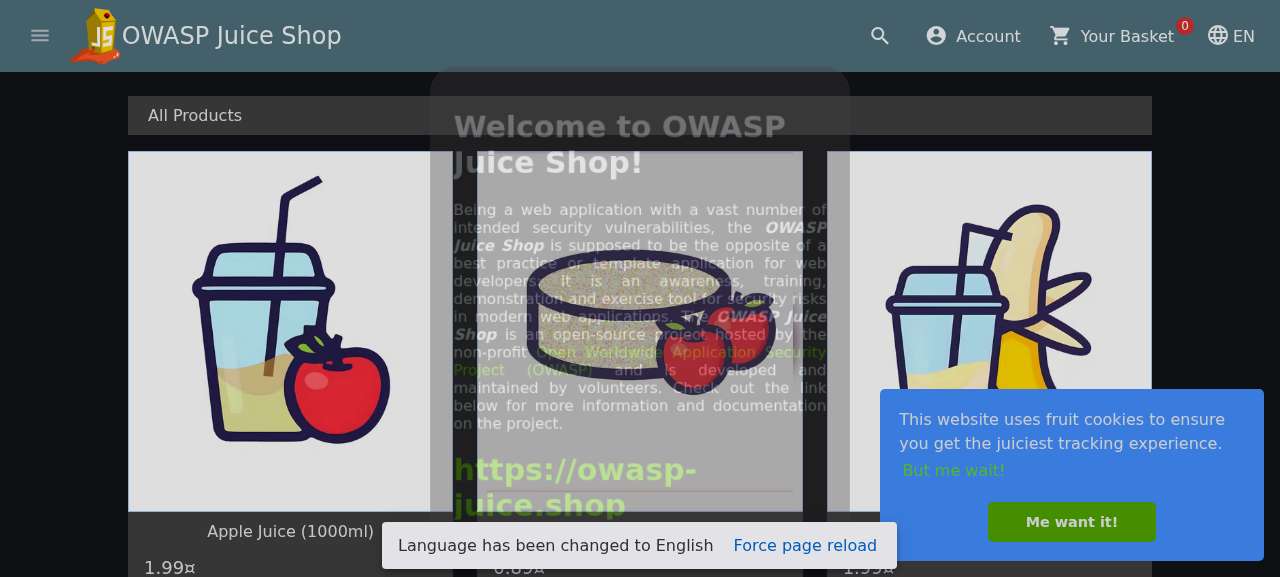 OWASP Juice Shop
Account
Your Basket
0
EN
All Products
Welcome to OWASP
Juice Shop!
Being a web application with a vast number of
intended security vulnerabilities, the OWASP
Juice Shop is supposed to be the opposite of a
best practice or template application for web
developers: It is an awareness, training,
demonstration and exercise tool for security risks
in modern web applications. The OWASP Juice
Shop is an open-source project hosted by the
non-profit Open Worldwide Application Security
Project (OWASP) and is developed and
maintained by volunteers. Check out the link
below for more information and documentation
on the project.
https://owasp-
juice.shop
This website uses fruit cookies to ensure
you get the juiciest tracking experience.
But me wait!
Me want it!
Apple Juice (1000ml)
Language has been changed to English
Force page reload
1.99¤
0.89¤
1.99¤